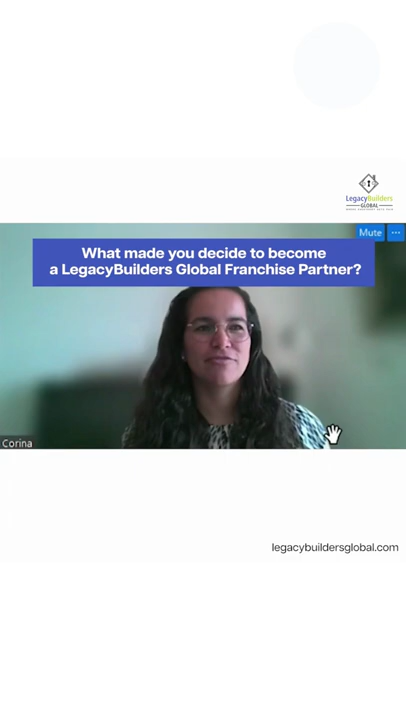 LegacyBuilders
GLOBAL
Mute
What made you decide to become
a LegacyBuilders Global Franchise Partner?
Corina
legacybuildersglobal.com